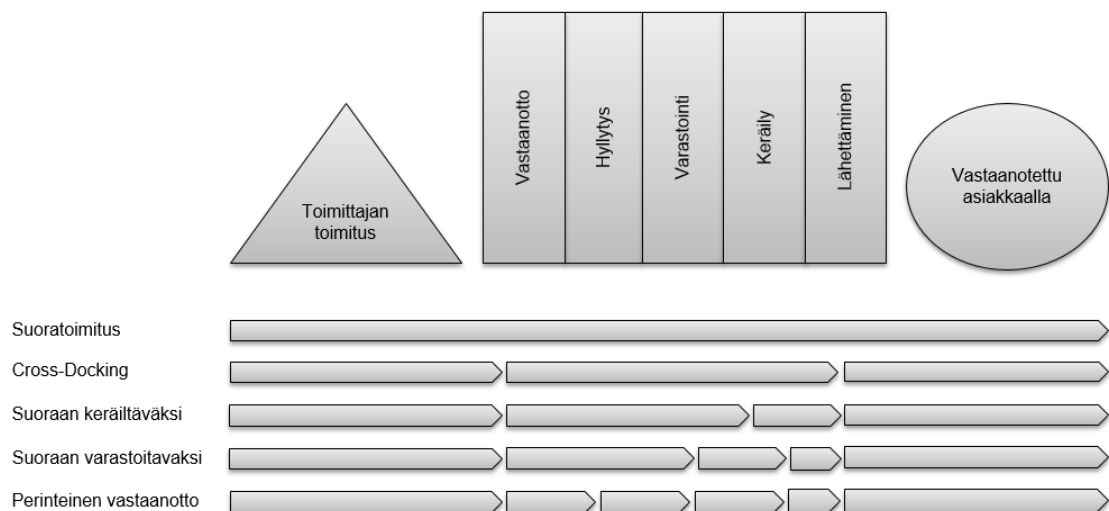 Toimittajan
toimitus
Vastaanotto
Hyllytys
Varastointi
Keräily
Lähettäminen
Vastaanotettu
asiakkaalla
Suoratoimitus
Cross-Docking
Suoraan keräiltäväksi
Suoraan varastoitavaksi
Perinteinen vastaanotto